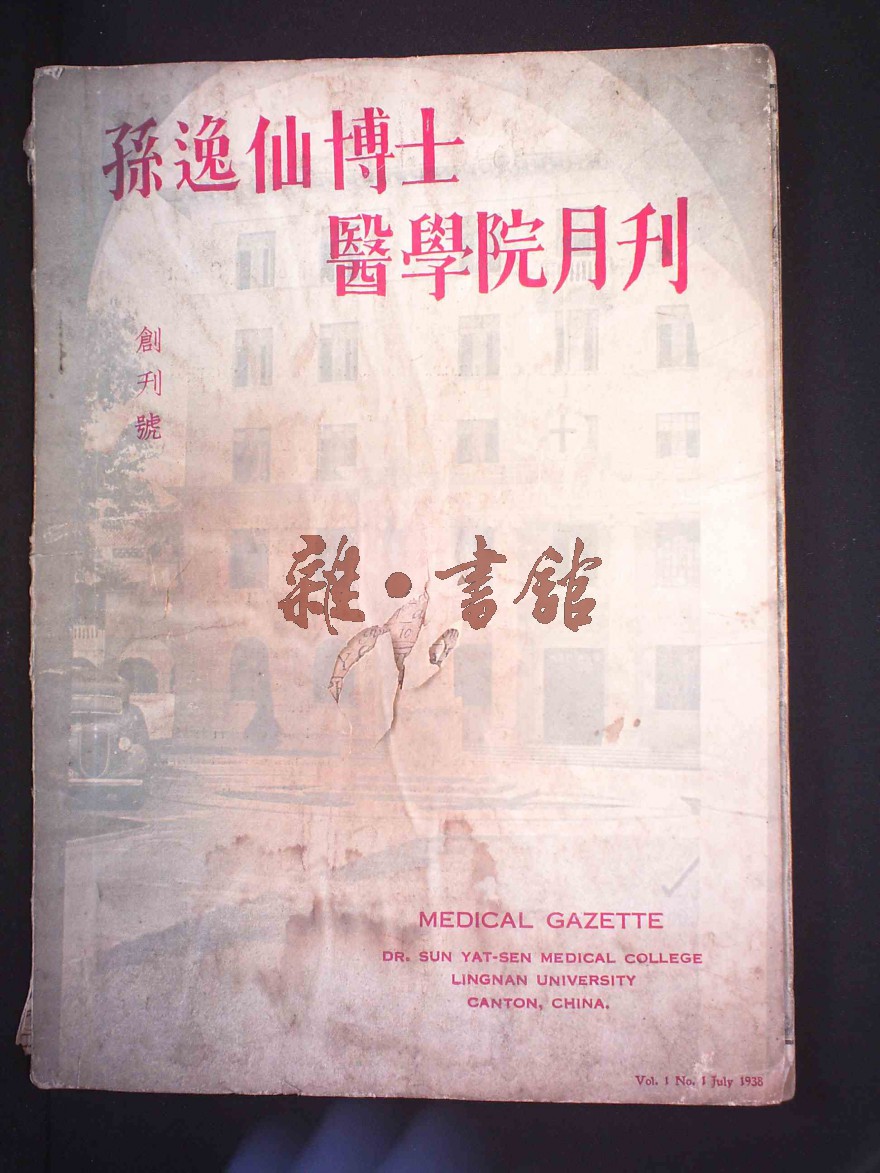 孫逸仙博士
醫學院月刊
創刊號
雜·書館
MEDICAL GAZETTE
DR. SUN YAT-SEN MEDICAL COLLEGE
LINGNAN UNIVERSITY
CANTON, CHINA.
Vol. 1 No. 1 July 1938